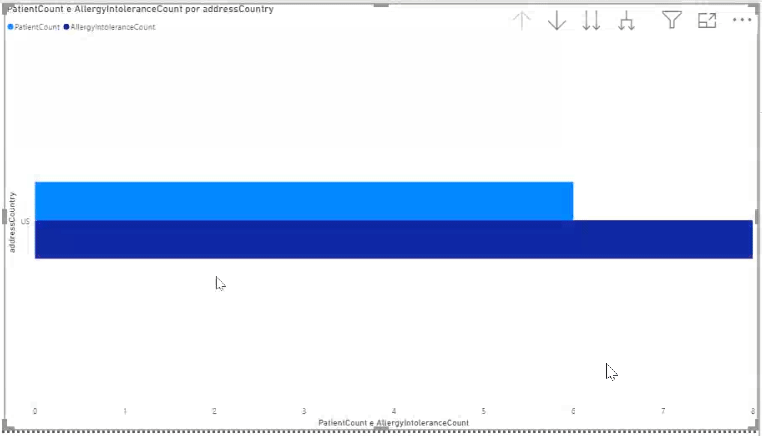 PatientCount e AllergyIntoleranceCount por addressCountry
PatientCount AllergyIntoleranceCount
addressCountry
US
0 1 2 3 4 5 6 7 8
PatientCount e AllergyIntoleranceCount